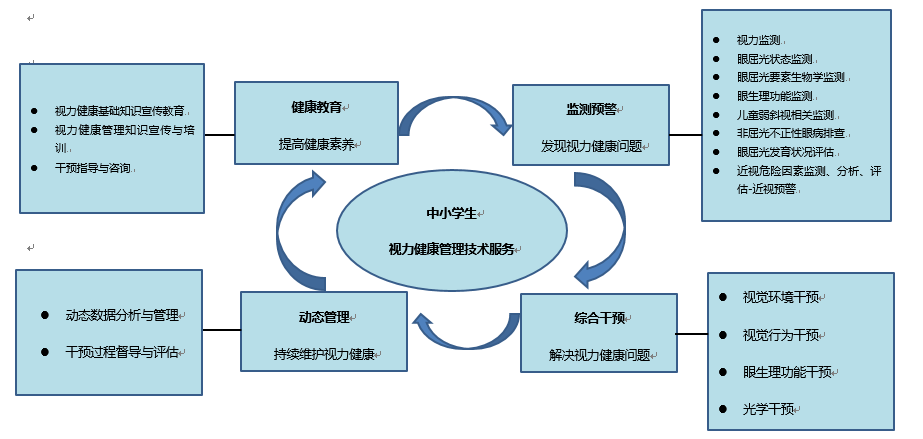 视力健康基础知识宣传教育
视力健康管理知识宣传与培
训
干预指导与咨询
健康教育
提高健康素养
监测预警
发现视力健康问题
视力监测
眼屈光状态监测
眼屈光要素生物学监测
眼生理功能监测
儿童弱斜视相关监测
非屈光不正性眼病排查
眼屈光发育状况评估
近视危险因素监测、分析、评
估-近视预警
中小学生
视力健康管理技术服务
动态数据分析与管理
干预过程督导与评估
动态管理
持续维护视力健康
综合干预
解决视力健康问题
视觉环境干预
视觉行为干预
眼生理功能干预
光学干预